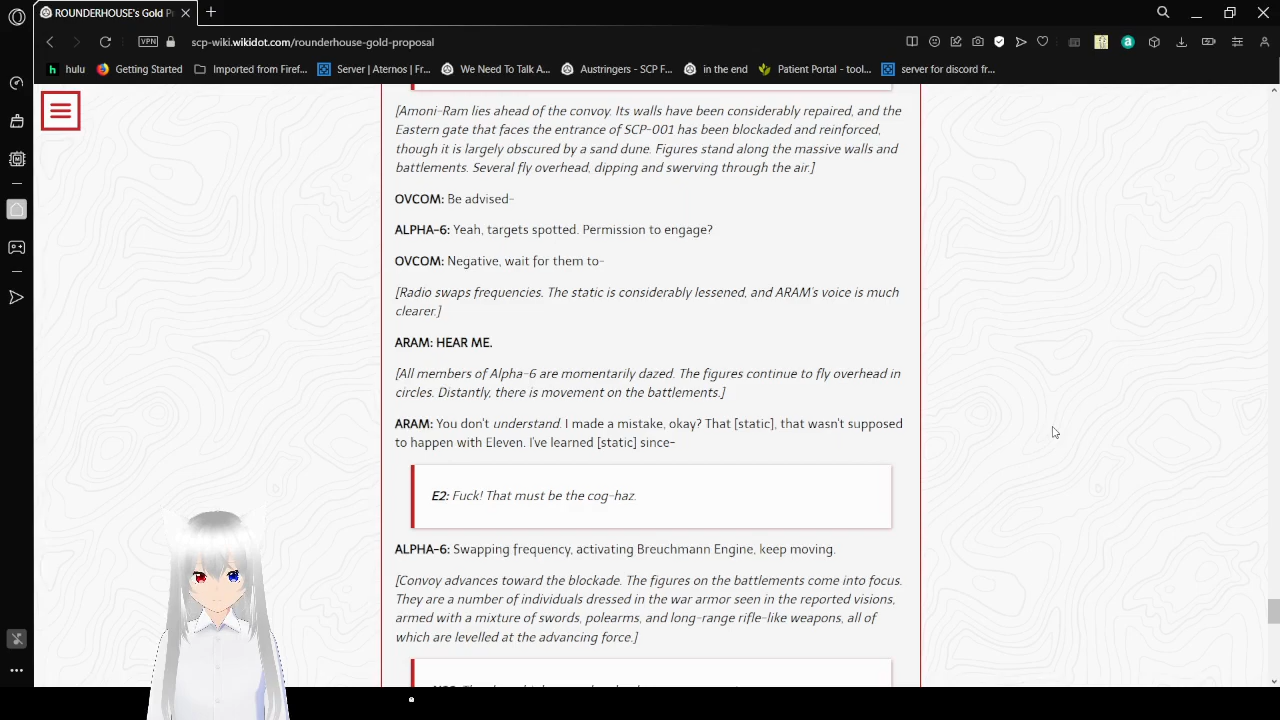 ROUNDERHOUSE's Gold P
scp-wiki.wikidot.com/rounderhouse-gold-proposal
VPN
h hulu
Getting Started
Imported from Firef...
Server | Aternos | Fr...
We Need To Talk A...
Austringers - SCP F...
in the end
Patient Portal - tool...
server for discord fr...
[Amoni-Ram lies ahead of the convoy. Its walls have been considerably repaired, and the
Eastern gate that faces the entrance of SCP-001 has been blockaded and reinforced,
though it is largely obscured by a sand dune. Figures stand along the massive walls and
battlements. Several fly overhead, dipping and swerving through the air.]
OVCOM: Be advised-
ALPHA-6: Yeah, targets spotted. Permission to engage?
OVCOM: Negative, wait for them to-
[Radio swaps frequencies. The static is considerably lessened, and ARAM's voice is much
clearer.]
ARAM: HEAR ME.
[All members of Alpha-6 are momentarily dazed. The figures continue to fly overhead in
circles. Distantly, there is movement on the battlements.]
ARAM: You don't understand. I made a mistake, okay? That [static], that wasn't supposed
to happen with Eleven. I've learned [static] since-
E2: Fuck! That must be the cog-haz.
ALPHA-6: Swapping frequency, activating Breuchmann Engine, keep moving.
[Convoy advances toward the blockade. The figures on the battlements come into focus.
They are a number of individuals dressed in the war armor seen in the reported visions,
armed with a mixture of swords, polearms, and long-range rifle-like weapons, all of
which are levelled at the advancing force.]